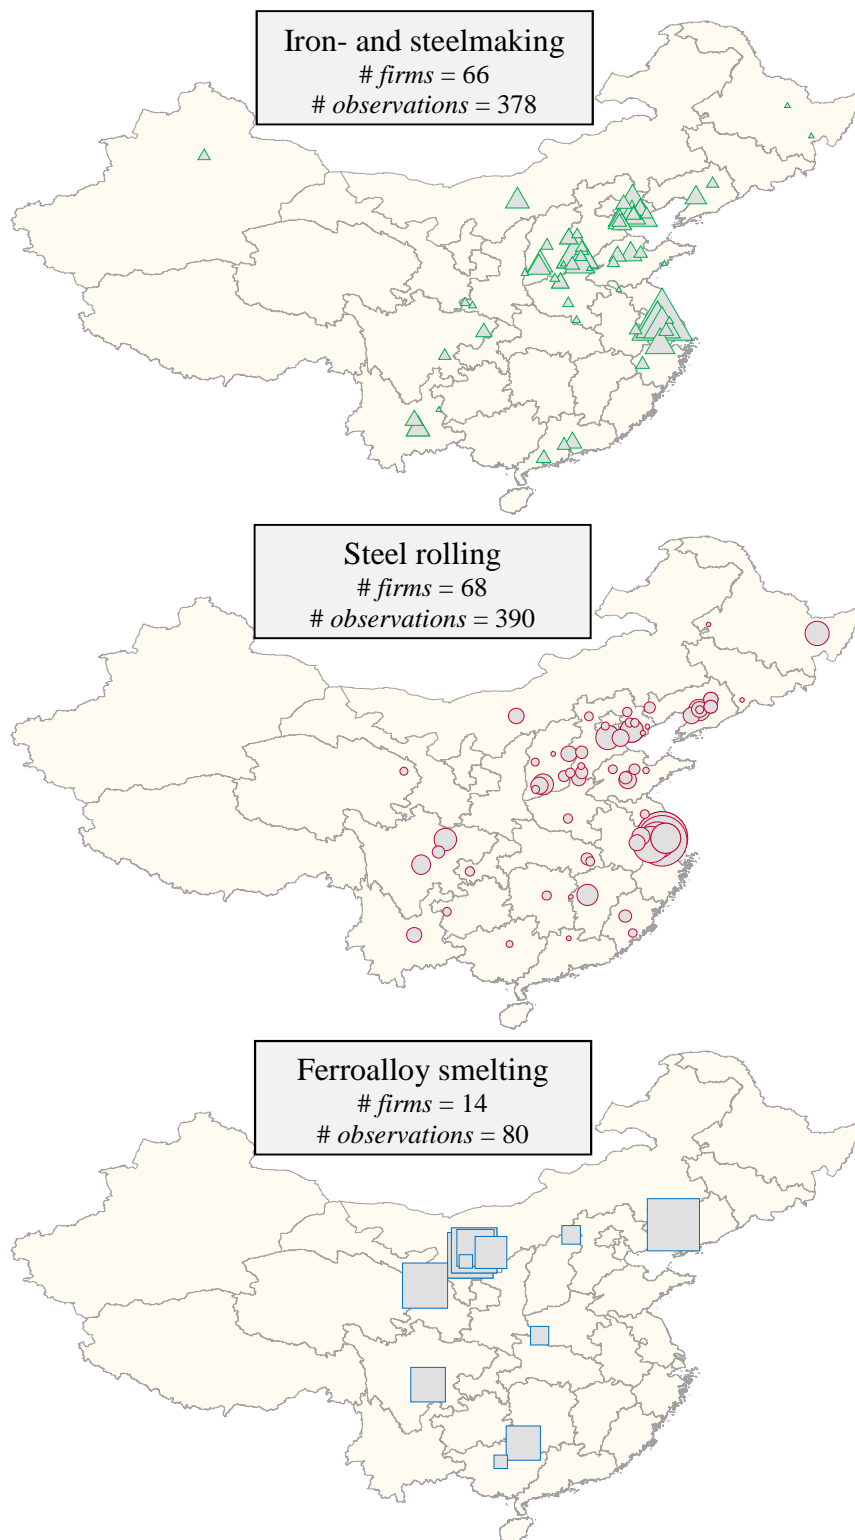 Iron- and steelmaking
# firms = 66
# observations = 378
Steel rolling
# firms = 68
# observations = 390
Ferroalloy smelting
# firms = 14
# observations = 80